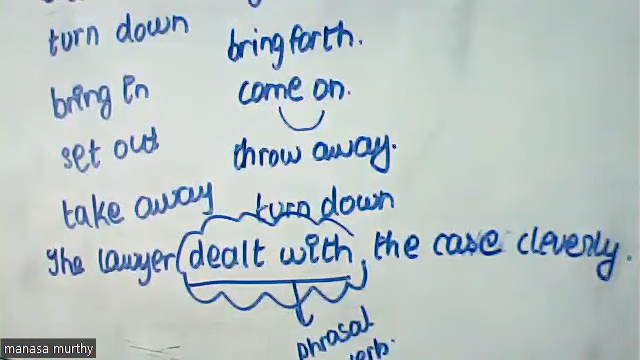 turn down
bring forth.
bring in
come on.
set out
throw away.
take away
turn down
The lawyer dealt with the case cleverly.
phrasal
verb.
manasa murthy